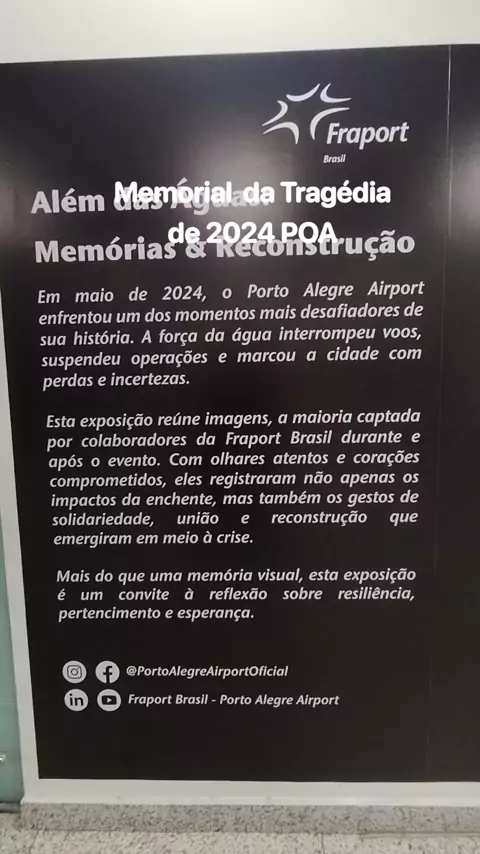 Fraport
Brasil
Além das Águas:
Memorial da Tragédia
de 2024 POA
Memórias & Reconstrução
Em maio de 2024, o Porto Alegre Airport
enfrentou um dos momentos mais desafiadores de
sua história. A força da água interrompeu voos,
suspendeu operações e marcou a cidade com
perdas e incertezas.
Esta exposição reúne imagens, a maioria captada
por colaboradores da Fraport Brasil durante e
após o evento. Com olhares atentos e corações
comprometidos, eles registraram não apenas os
impactos da enchente, mas também os gestos de
solidariedade, união e reconstrução que
emergiram em meio à crise.
Mais do que uma memória visual, esta exposição
é um convite à reflexão sobre resiliência,
pertencimento e esperança.
@PortoAlegreAirportOficial
in
Fraport Brasil - Porto Alegre Airport